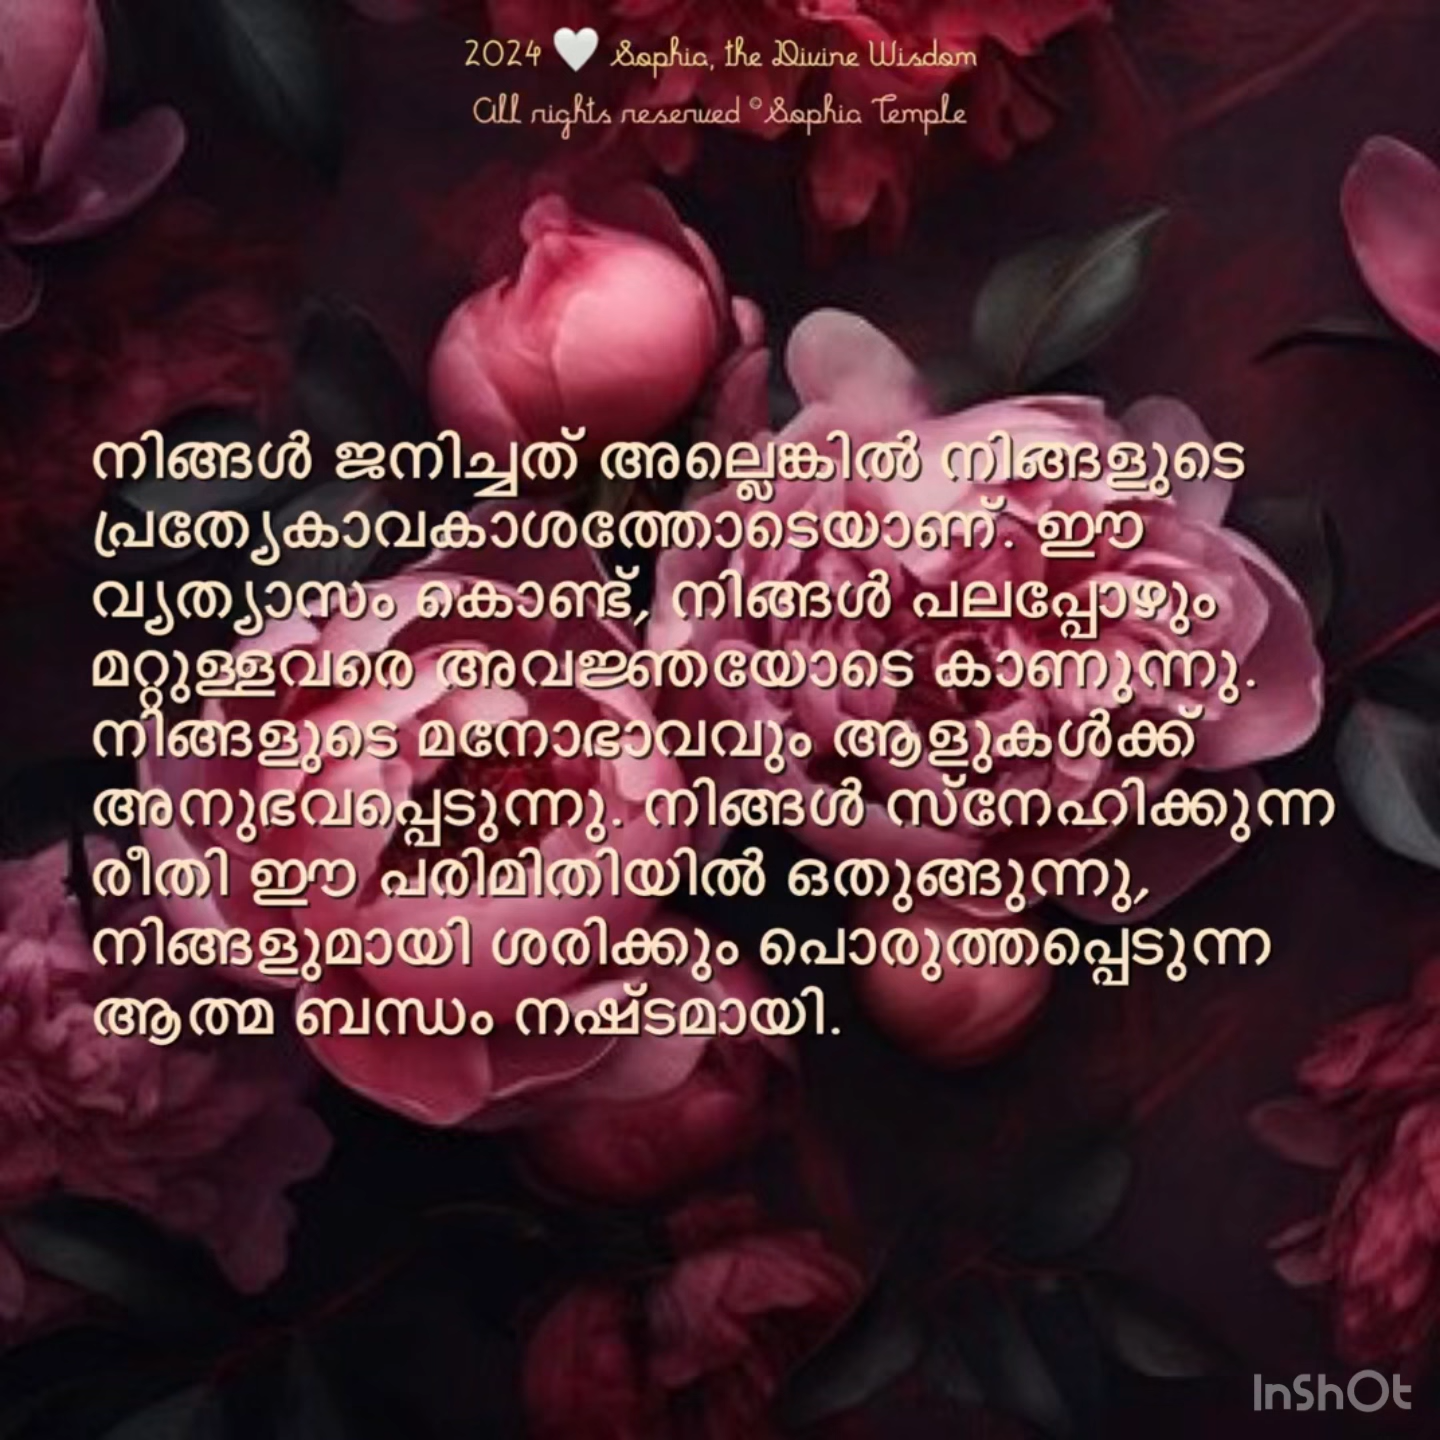 2024 🤍 Sophia, the Divine Wisdom
All rights reserved ©Sophia Temple
നിങ്ങൾ ജനിച്ചത് അല്ലെങ്കിൽ നിങ്ങളുടെ
പ്രത്യേകാവകാശത്തോടെയാണ്. ഈ
വ്യത്യാസം കൊണ്ട്, നിങ്ങൾ പലപ്പോഴും
മറ്റുള്ളവരെ അവജ്ഞയോടെ കാണുന്നു.
നിങ്ങളുടെ മനോഭാവവും ആളുകൾക്ക്
അനുഭവപ്പെടുന്നു. നിങ്ങൾ സ്നേഹിക്കുന്ന
രീതി ഈ പരിമിതിയിൽ ഒതുങ്ങുന്നു,
നിങ്ങളുമായി ശരിക്കും പൊരുത്തപ്പെടുന്ന
ആത്മ ബന്ധം നഷ്ടമായി.
InShOt